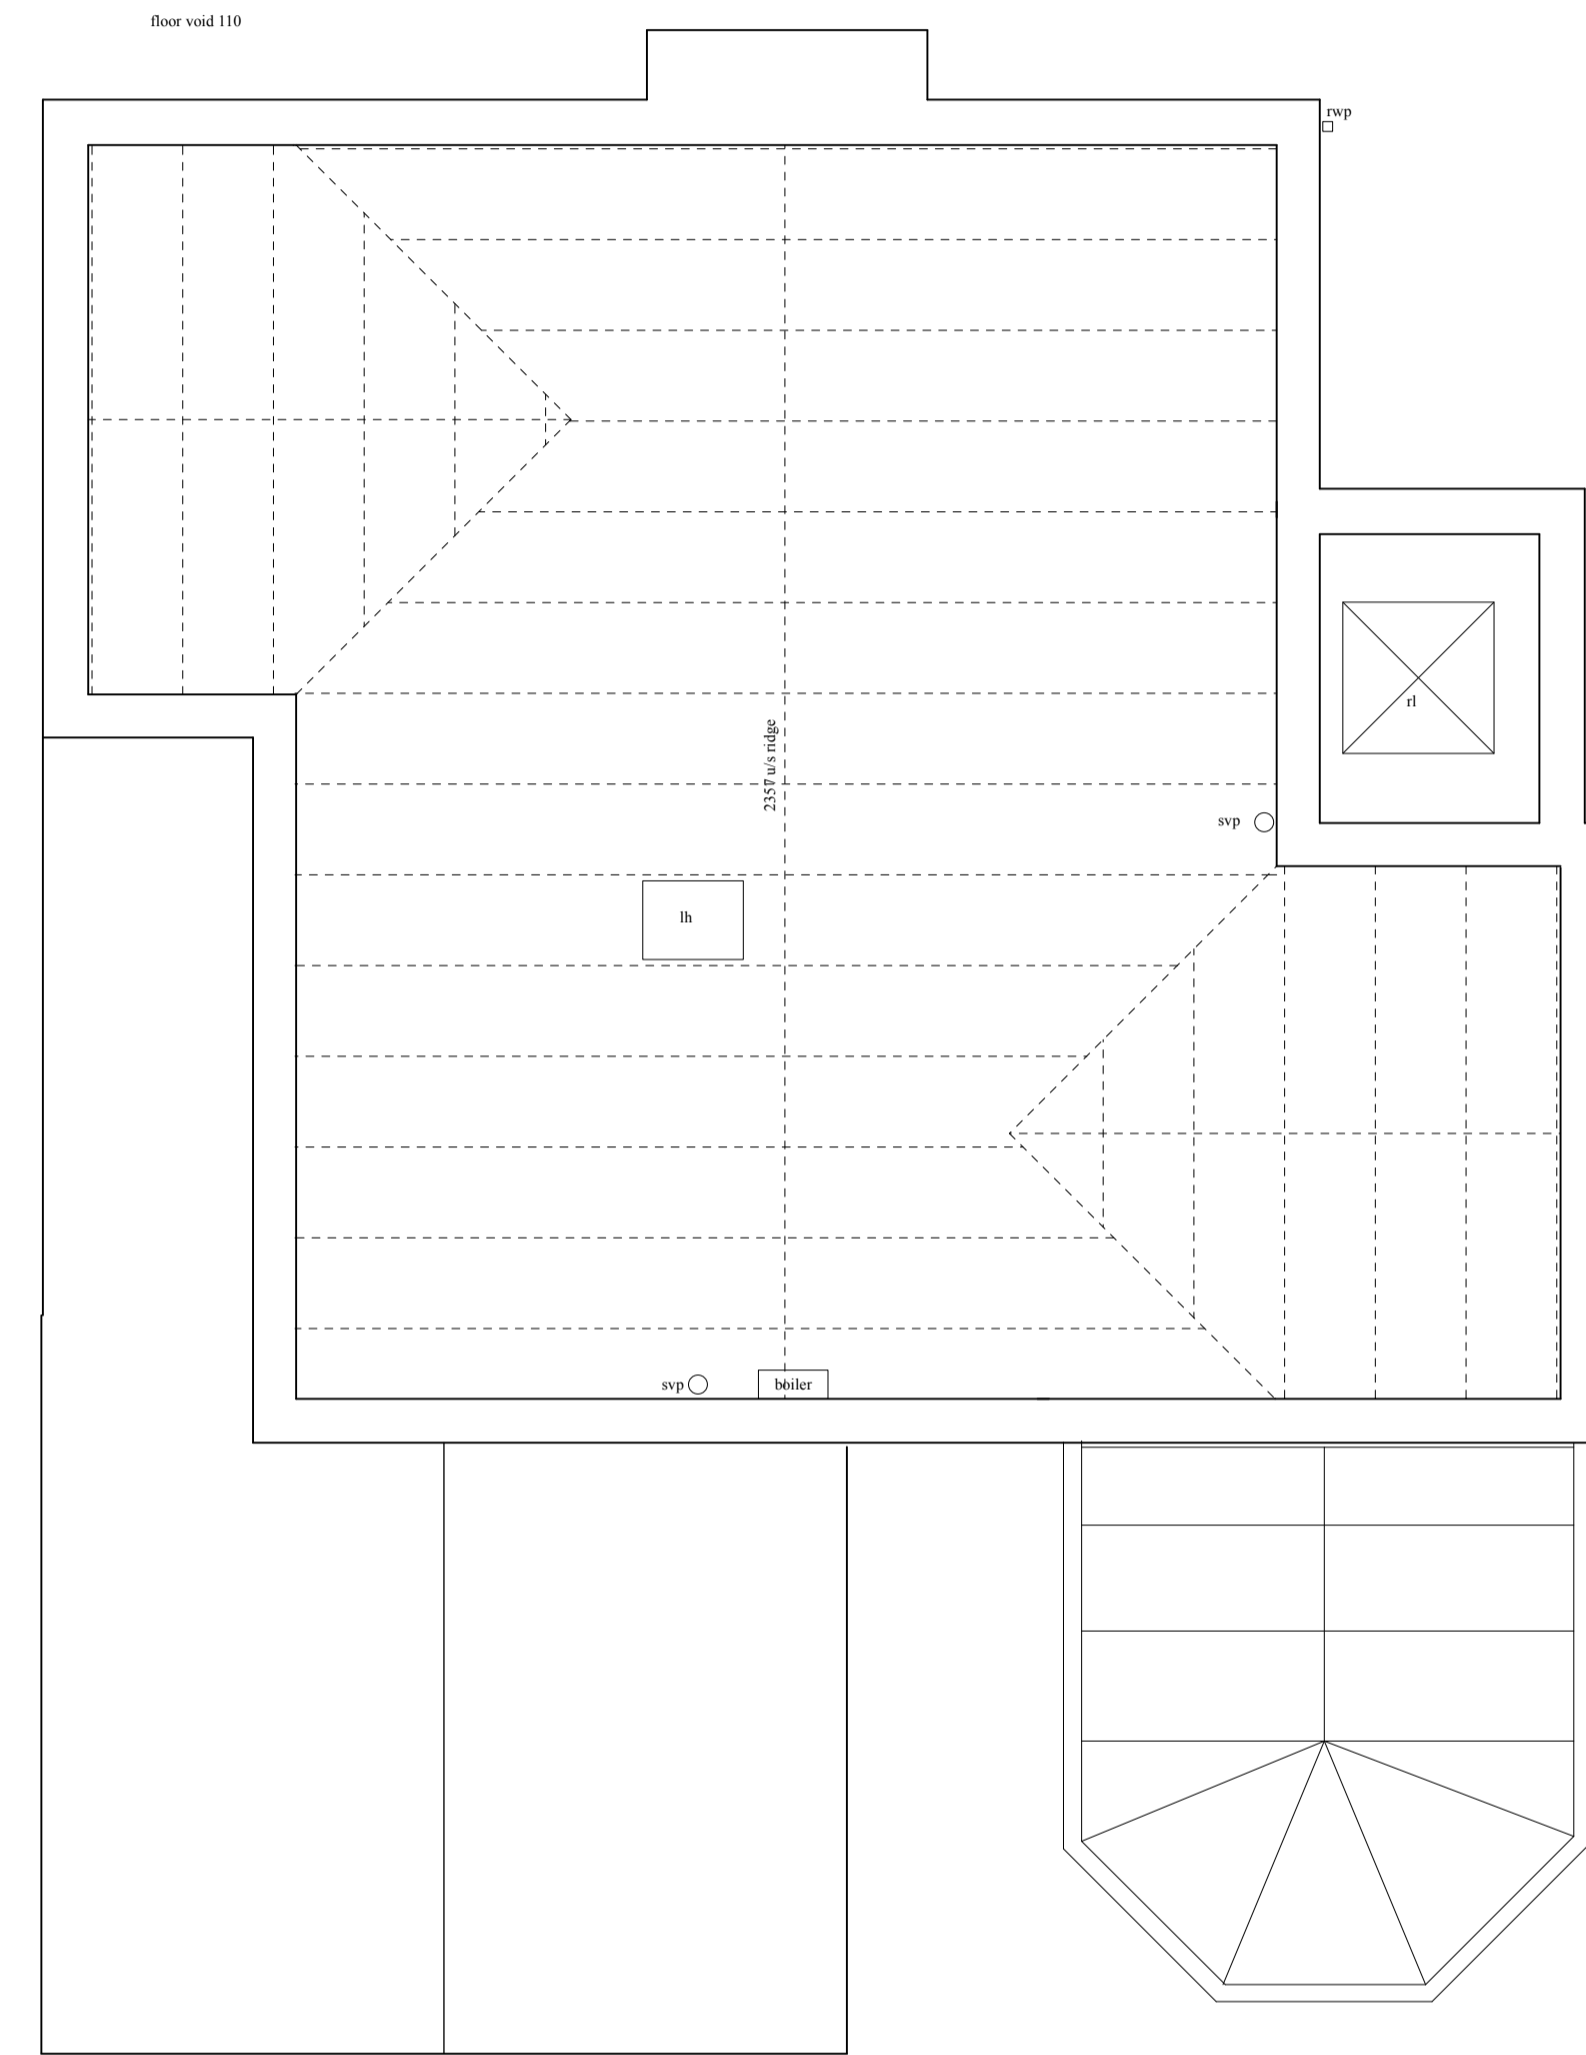 floor void 110
rwp
rl
2357 u/s ridge
svp
lh
svp
boiler